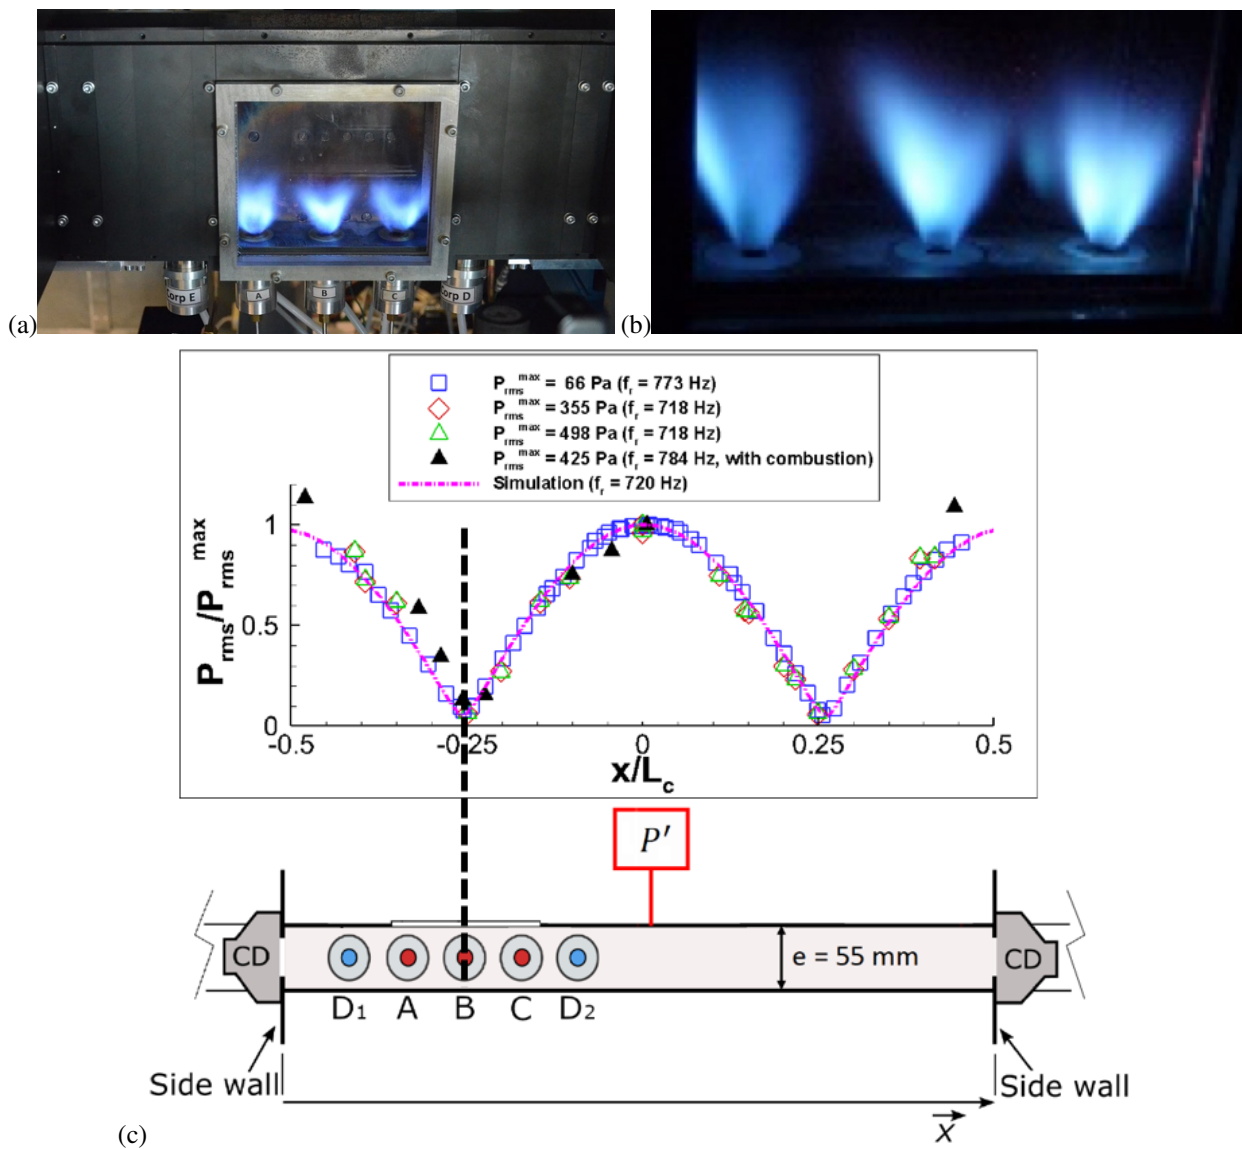 Corp E
A
B
C
Corp D
(a)
(b)
P_rms^max = 66 Pa (f_r = 773 Hz)
P_rms^max = 355 Pa (f_r = 718 Hz)
P_rms^max = 498 Pa (f_r = 718 Hz)
P_rms^max = 425 Pa (f_r = 784 Hz, with combustion)
Simulation (f_r = 720 Hz)
P_rms/P_rms^max
1
0.5
0
-0.5
-0.25
0
0.25
0.5
x/L_c
P′
CD
e = 55 mm
CD
D1
A
B
C
D2
Side wall
Side wall
x
(c)